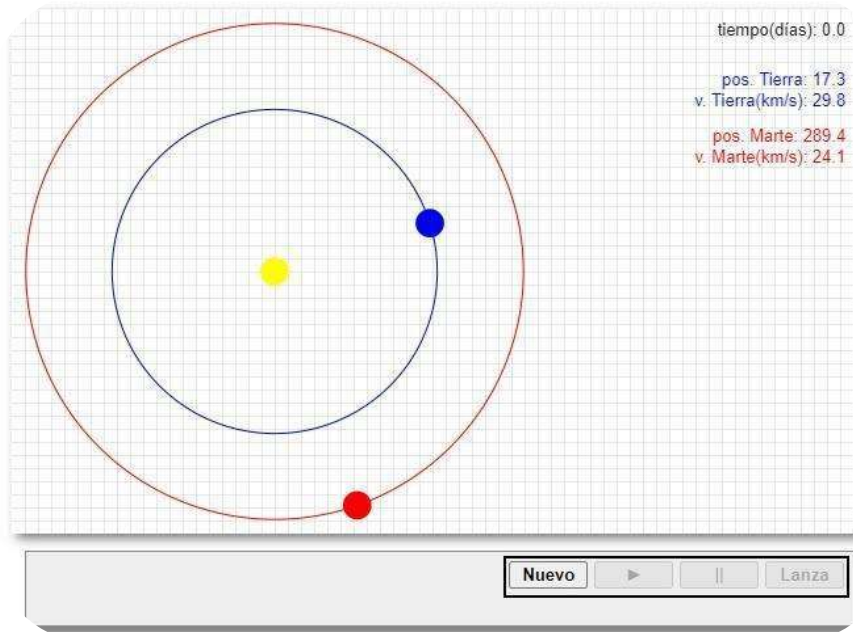 tiempo(días): 0.0
pos. Tierra: 17.3
v. Tierra(km/s): 29.8
pos. Marte: 289.4
v. Marte(km/s): 24.1
Nuevo
Lanza